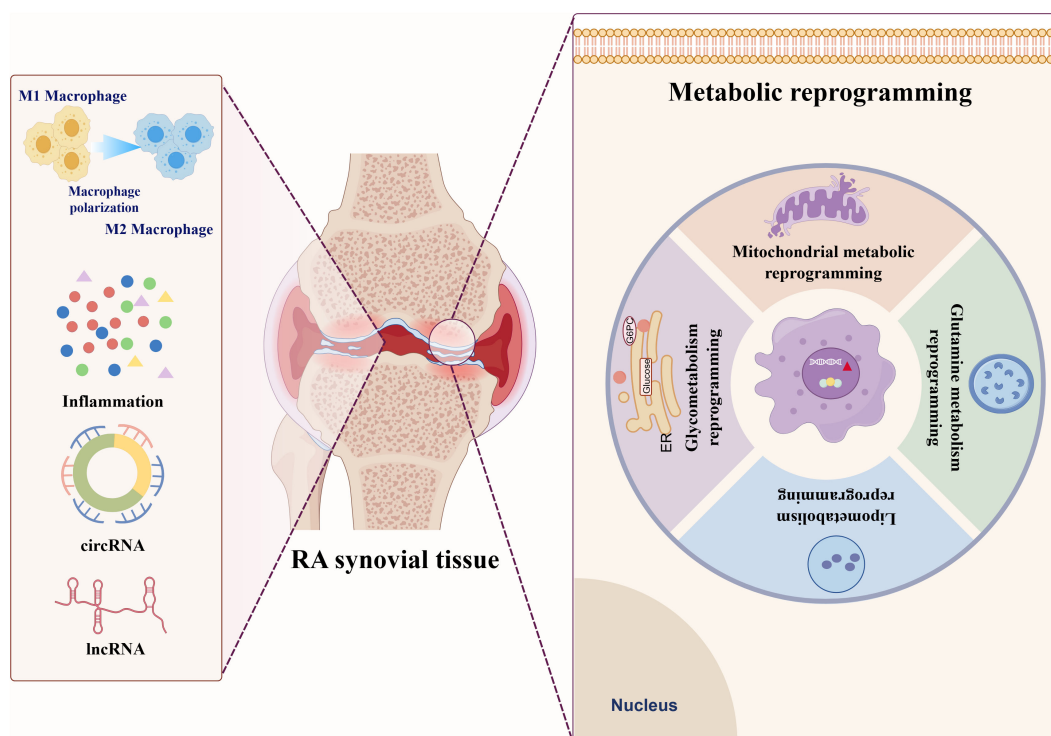 M1 Macrophage
Macrophage
polarization
M2 Macrophage
Inflammation
circRNA
lncRNA
RA synovial tissue
Metabolic reprogramming
Mitochondrial metabolic
reprogramming
Glutamine metabolism
reprogramming
Lipometabolism
reprogramming
Glycometabolism
reprogramming
G6PC
Glucose
ER
Nucleus